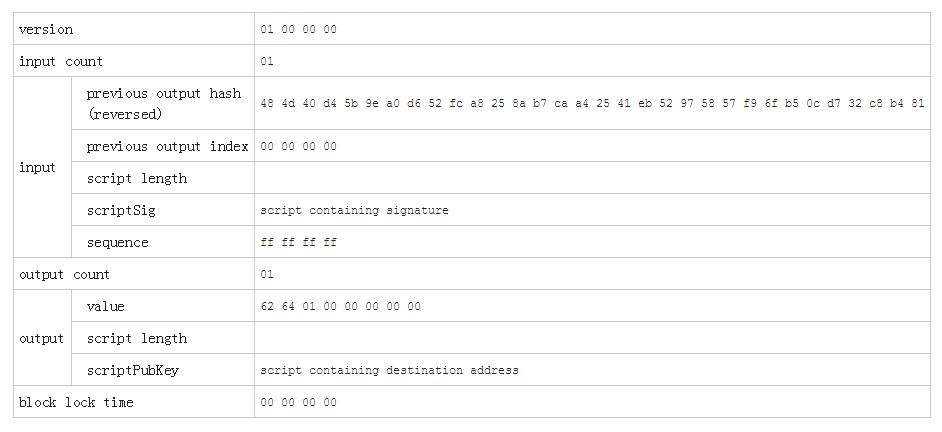 version 01 00 00 00
input count 01
input
previous output hash
(reversed)
48 4d 40 d4 5b 9e a0 d6 52 fc a8 25 8a b7 ca a4 25 41 eb 52 97 58 57 f9 6f b5 0c d7 32 c8 b4 81
previous output index 00 00 00 00
script length
scriptSig script containing signature
sequence ff ff ff ff
output count 01
output
value 62 64 01 00 00 00 00 00
script length
scriptPubKey script containing destination address
block lock time 00 00 00 00